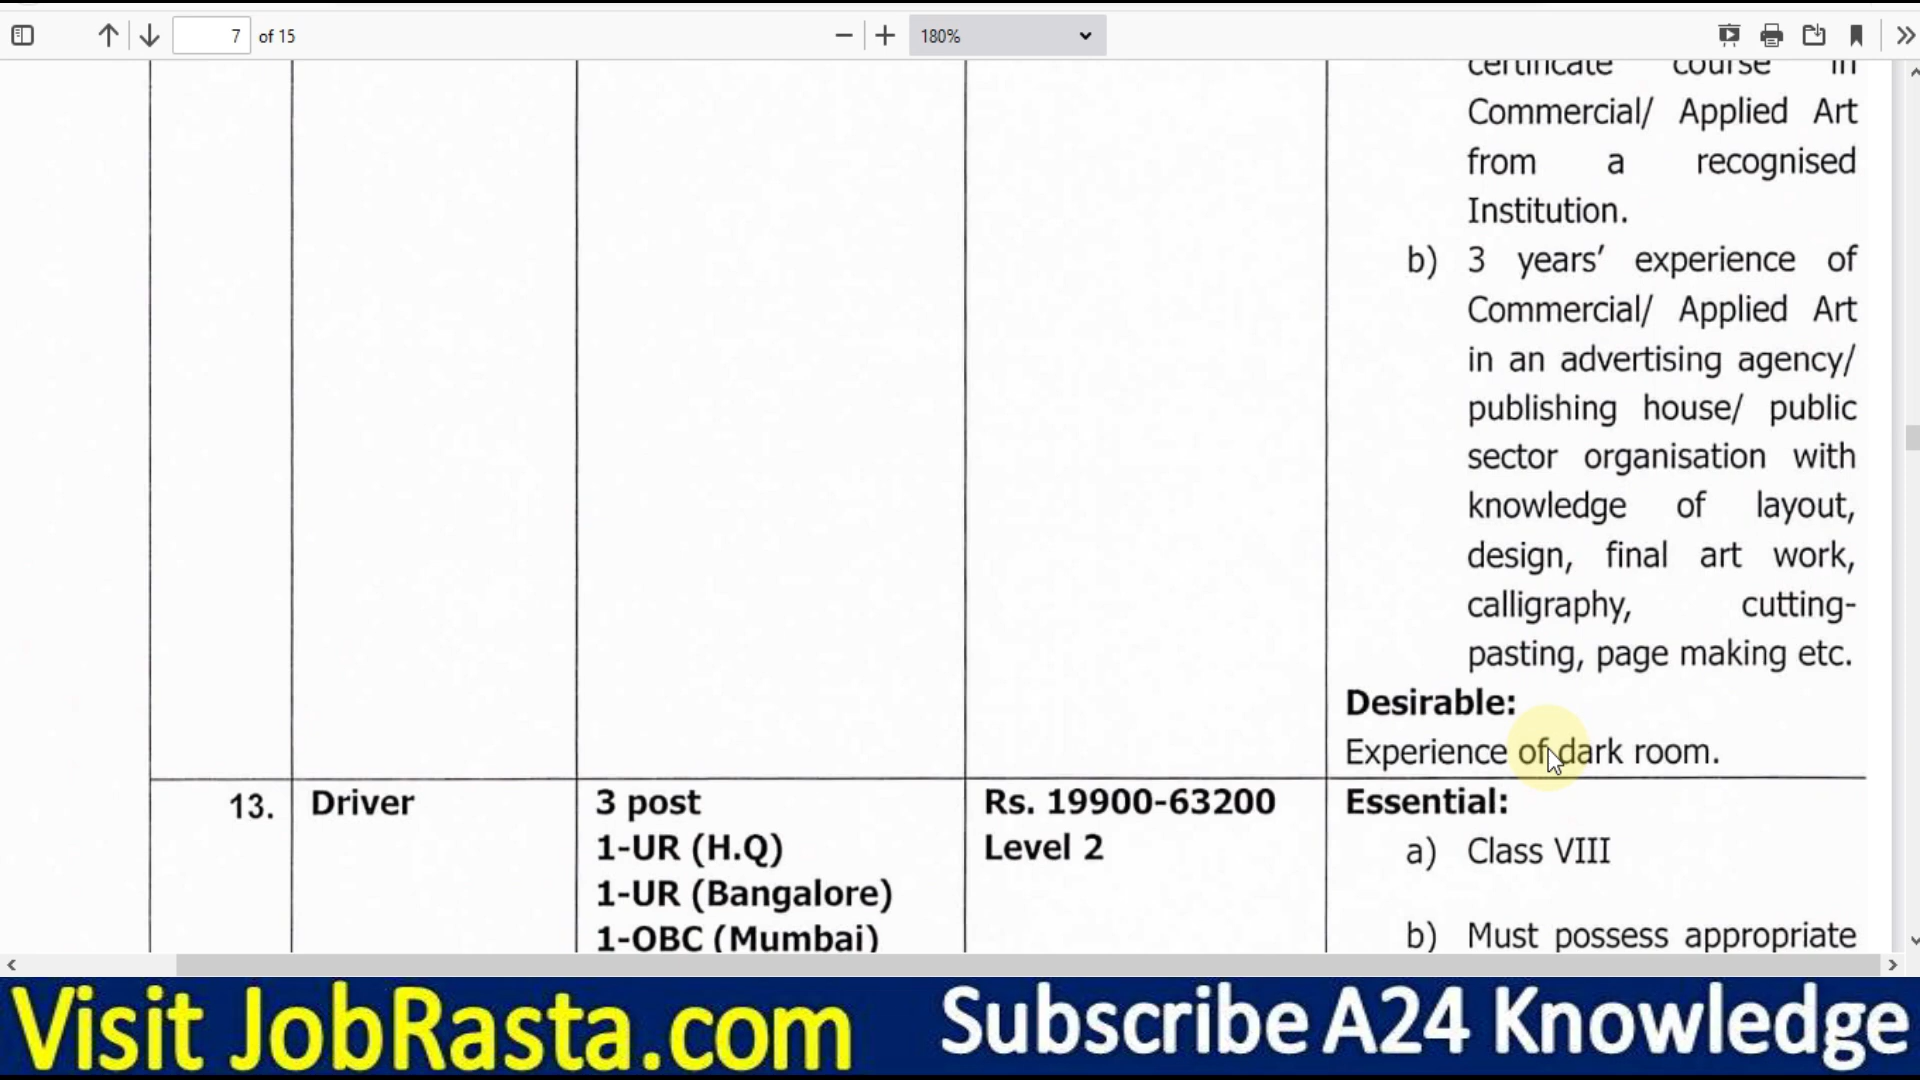 7 of 15
180%
certificate course in
Commercial/ Applied Art
from a recognised
Institution.
b) 3 years’ experience of
Commercial/ Applied Art
in an advertising agency/
publishing house/ public
sector organisation with
knowledge of layout,
design, final art work,
calligraphy, cutting-
pasting, page making etc.
Desirable:
Experience of dark room.
13. Driver
3 post
1-UR (H.Q)
1-UR (Bangalore)
1-OBC (Mumbai)
Rs. 19900-63200
Level 2
Essential:
a) Class VIII
b) Must possess appropriate
Visit JobRasta.com
Subscribe A24 Knowledge